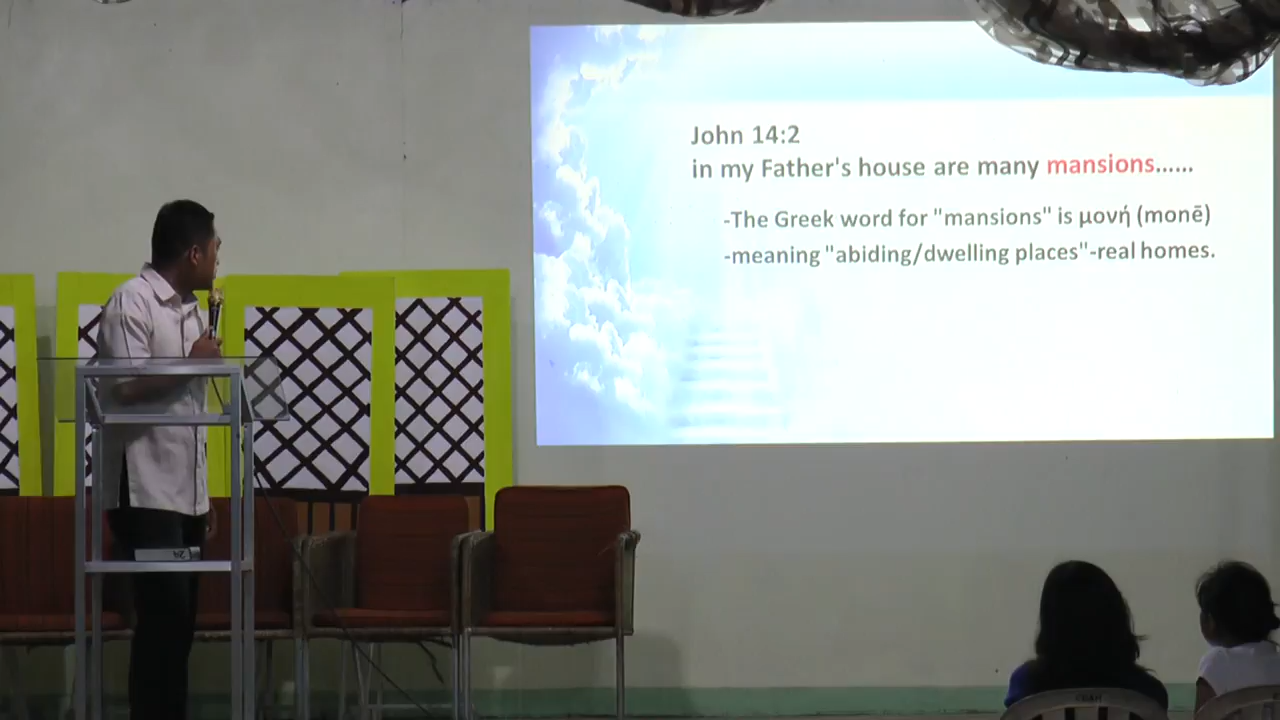 John 14:2
in my Father's house are many mansions......
-The Greek word for "mansions" is μονή (monē)
-meaning "abiding/dwelling places"-real homes.